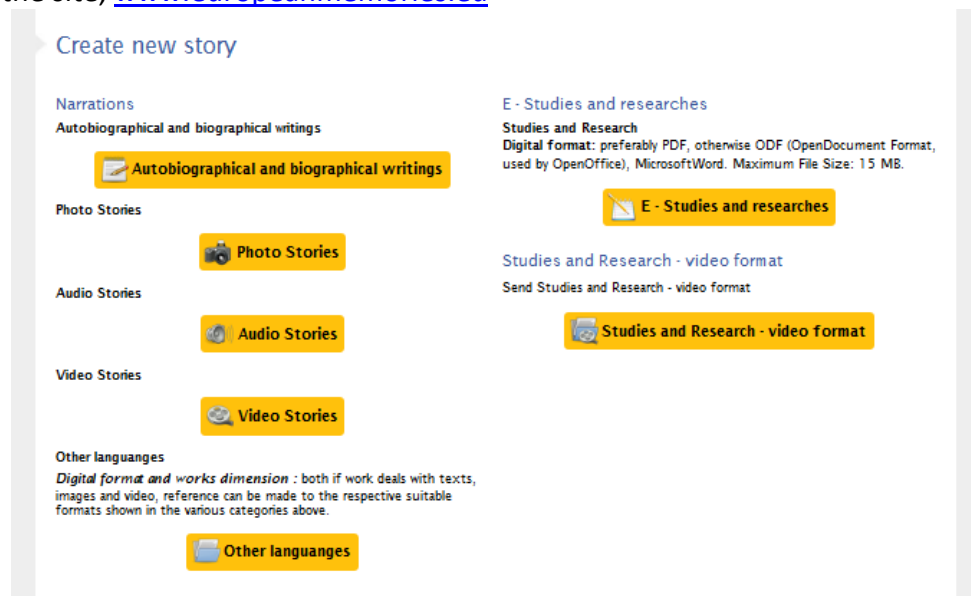 the site, www.europeanmemories.eu
Create new story
Narrations
Autobiographical and biographical writings
Autobiographical and biographical writings
Photo Stories
Photo Stories
Audio Stories
Audio Stories
Video Stories
Video Stories
Other languanges
Digital format and works dimension : both if work deals with texts,
images and video, reference can be made to the respective suitable
formats shown in the various categories above.
Other languanges
E - Studies and researches
Studies and Research
Digital format: preferably PDF, otherwise ODF (OpenDocument Format,
used by OpenOffice), MicrosoftWord. Maximum File Size: 15 MB.
E - Studies and researches
Studies and Research - video format
Send Studies and Research - video format
Studies and Research - video format